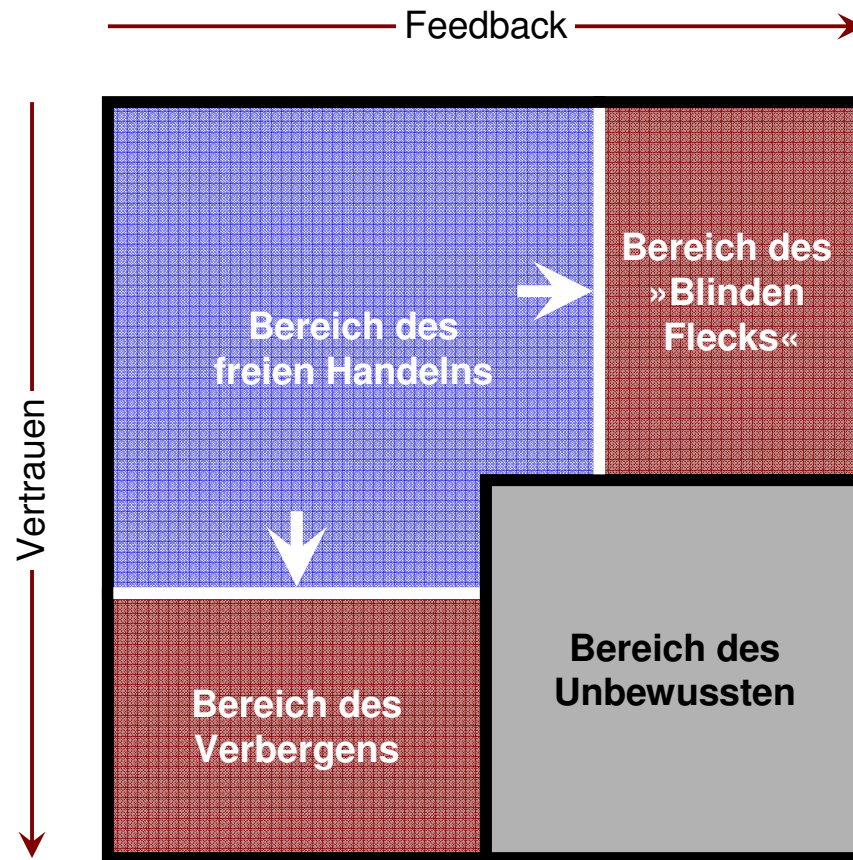 Feedback
Vertrauen
Bereich des
freien Handelns
Bereich des
»Blinden
Flecks«
Bereich des
Verbergens
Bereich des
Unbewussten